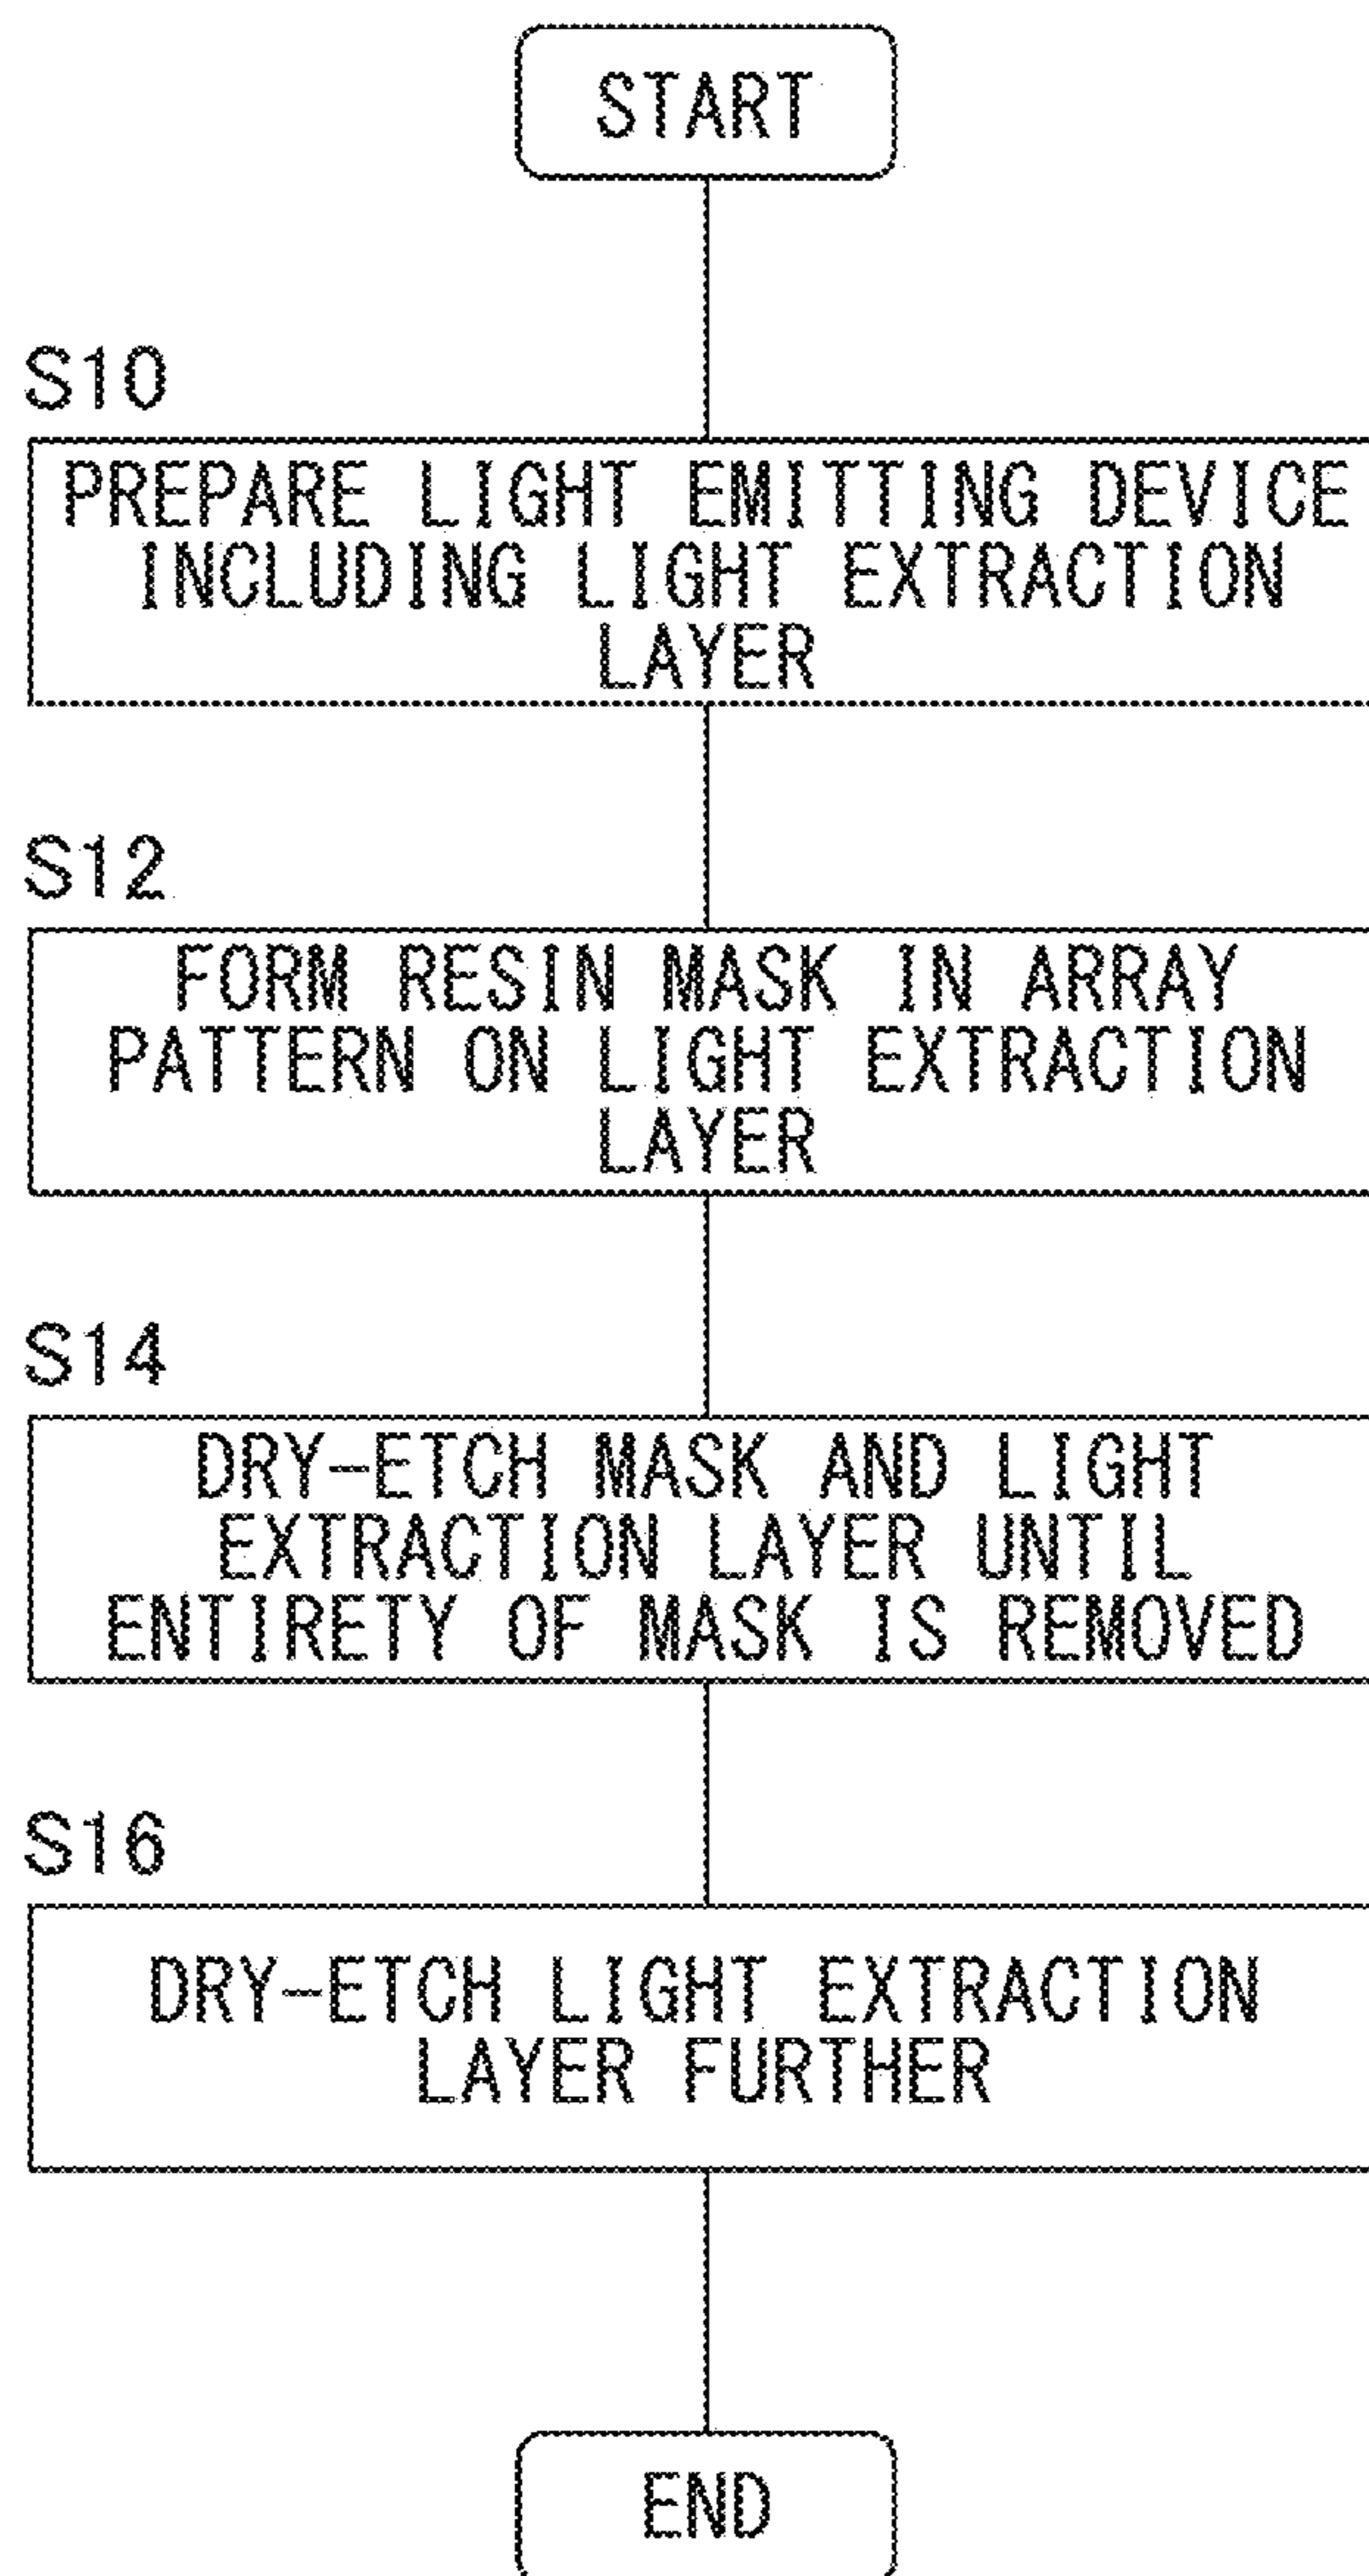 START
S10
PREPARE LIGHT EMITTING DEVICE
INCLUDING LIGHT EXTRACTION
LAYER
S12
FORM RESIN MASK IN ARRAY
PATTERN ON LIGHT EXTRACTION
LAYER
S14
DRY-ETCH MASK AND LIGHT
EXTRACTION LAYER UNTIL
ENTIRETY OF MASK IS REMOVED
S16
DRY-ETCH LIGHT EXTRACTION
LAYER FURTHER
END